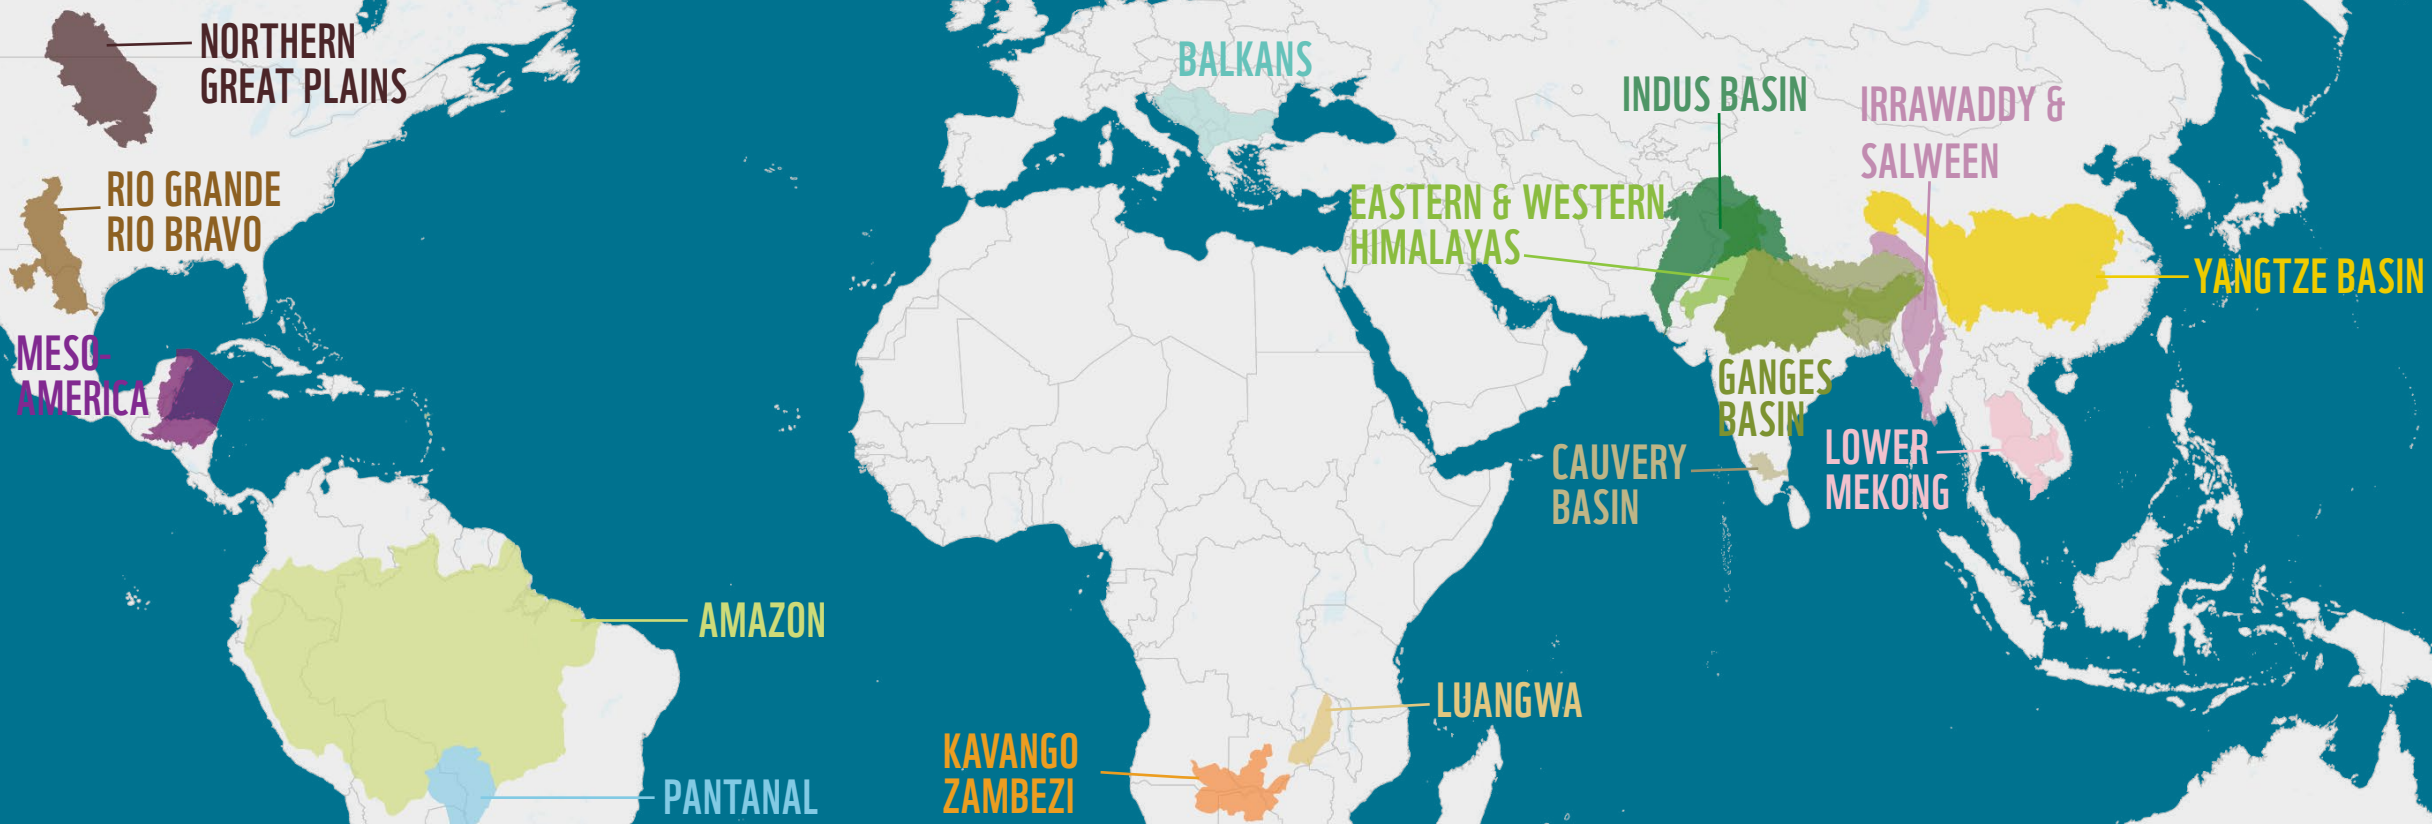 NORTHERN
GREAT PLAINS
RIO GRANDE
RIO BRAVO
MESO-
AMERICA
AMAZON
PANTANAL
BALKANS
KAVANGO
ZAMBEZI
LUANGWA
INDUS BASIN
EASTERN & WESTERN
HIMALAYAS
IRRAWADDY &
SALWEEN
YANGTZE BASIN
GANGES
BASIN
CAUVERY
BASIN
LOWER
MEKONG